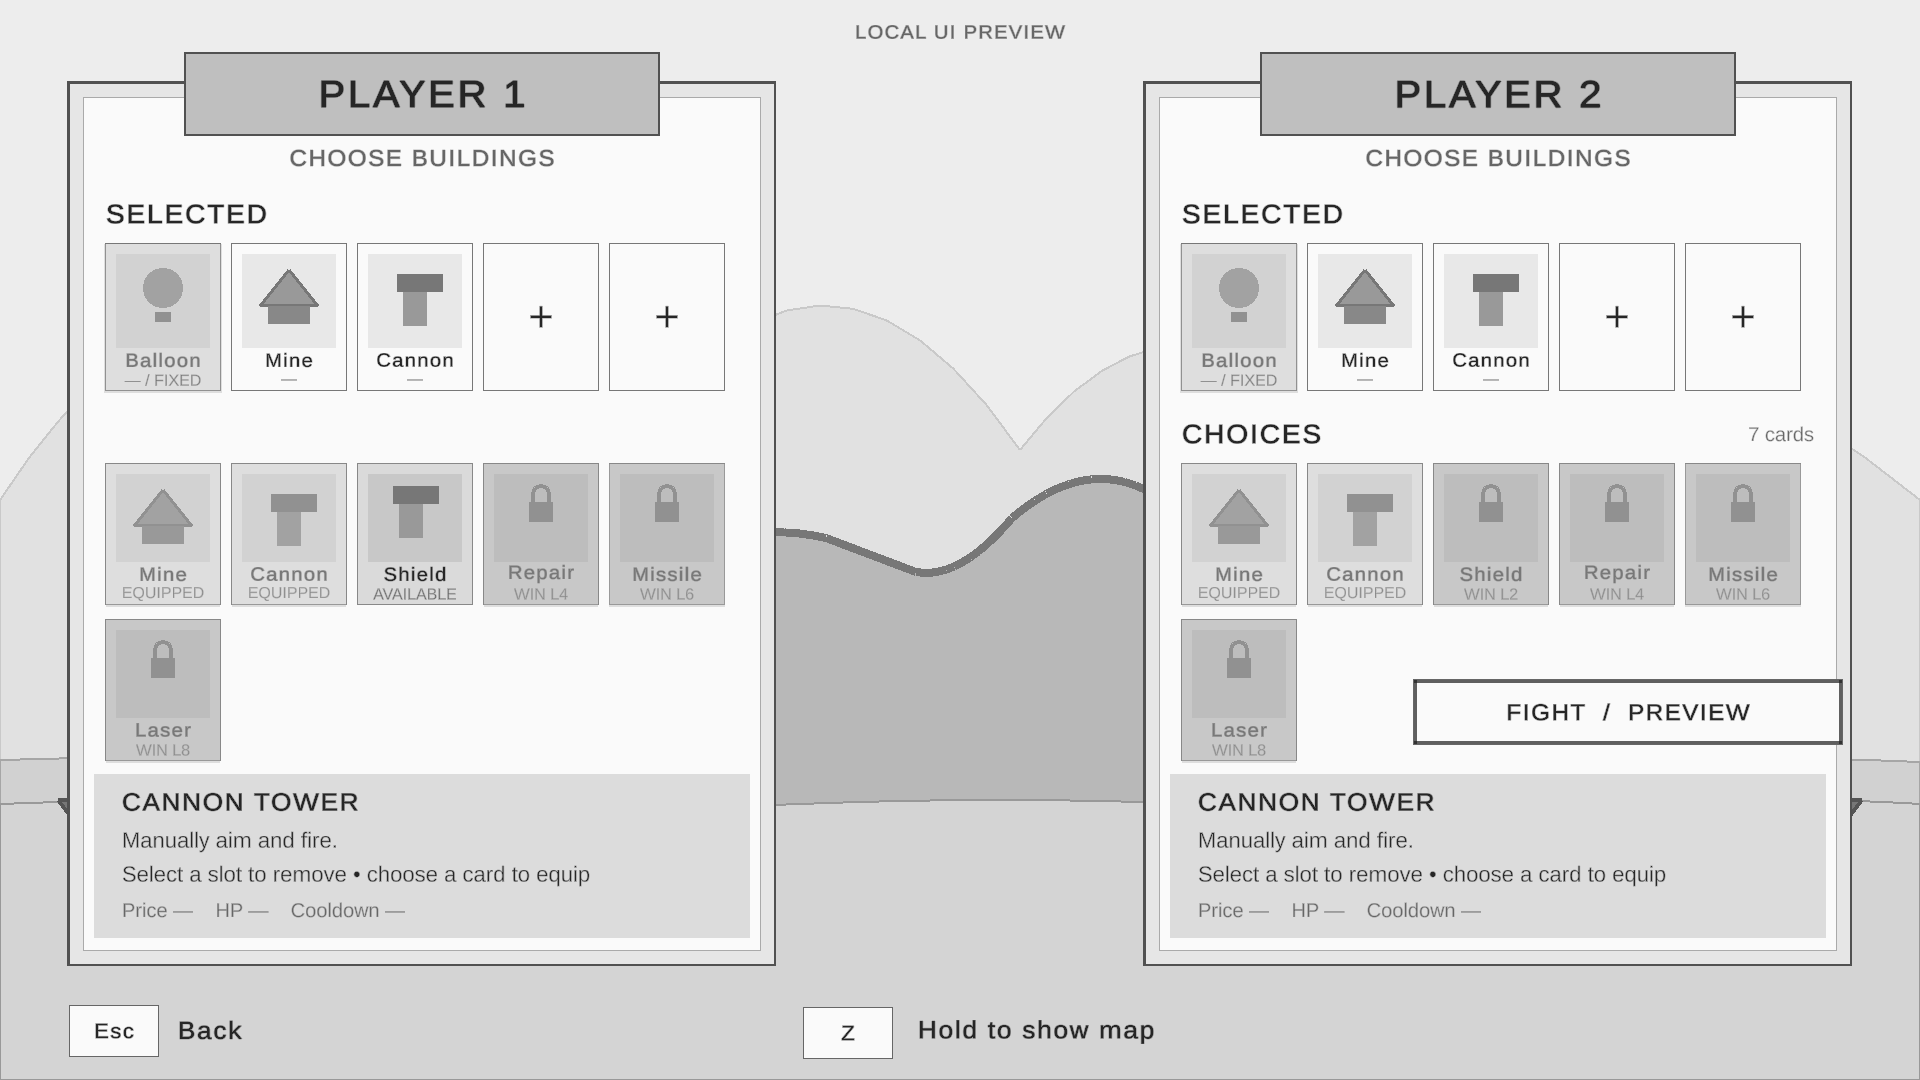 LOCAL UI PREVIEW
PLAYER 1
CHOOSE BUILDINGS
SELECTED
Balloon
— / FIXED
Mine
—
Cannon
—
+
+
Mine
EQUIPPED
Cannon
EQUIPPED
Shield
AVAILABLE
Repair
WIN L4
Missile
WIN L6
Laser
WIN L8
CANNON TOWER
Manually aim and fire.
Select a slot to remove • choose a card to equip
Price — HP — Cooldown —
PLAYER 2
CHOOSE BUILDINGS
SELECTED
Balloon
— / FIXED
Mine
—
Cannon
—
+
+
CHOICES
7 cards
Mine
EQUIPPED
Cannon
EQUIPPED
Shield
WIN L2
Repair
WIN L4
Missile
WIN L6
Laser
WIN L8
FIGHT / PREVIEW
CANNON TOWER
Manually aim and fire.
Select a slot to remove • choose a card to equip
Price — HP — Cooldown —
Esc Back
Z Hold to show map